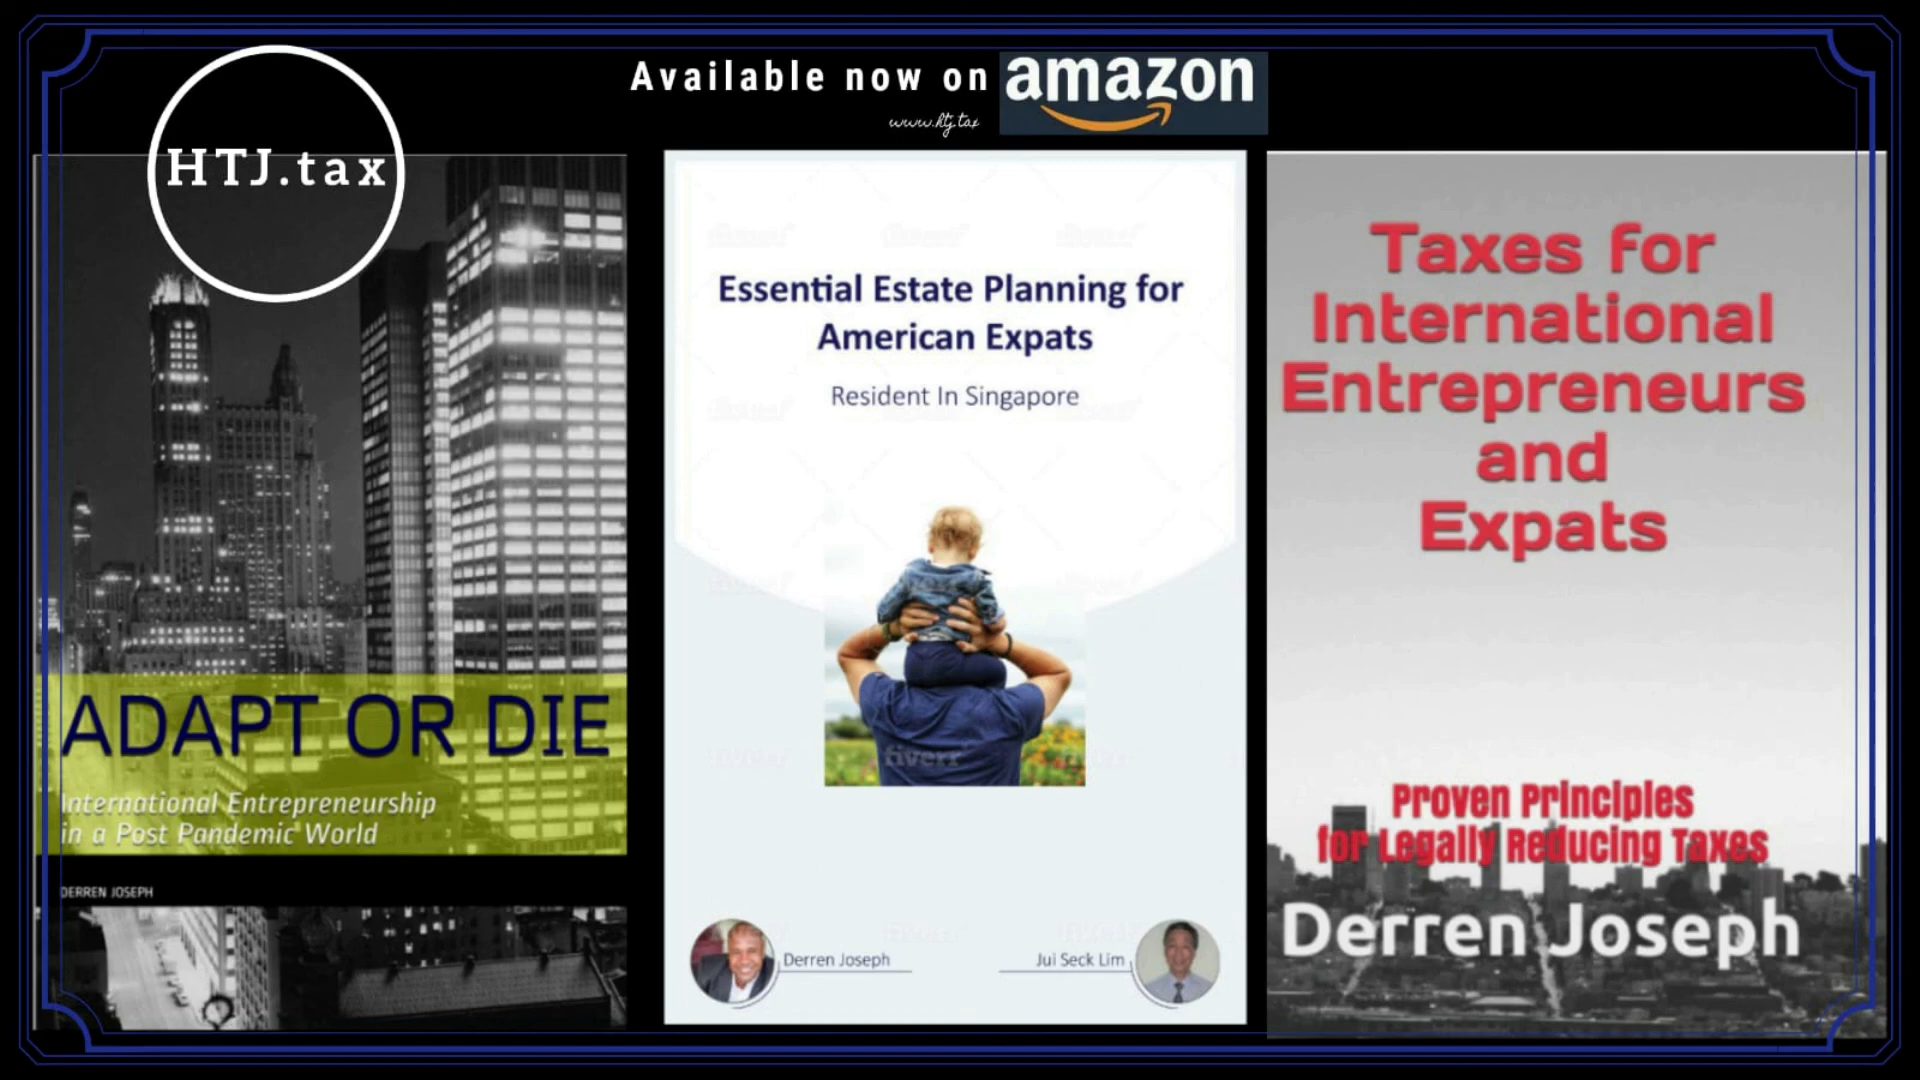 Available now on amazon
www.htj.tax
HTJ.tax
ADAPT OR DIE
International Entrepreneurship
in a Post Pandemic World
DERREN JOSEPH
Essential Estate Planning for
American Expats
Resident In Singapore
fiverr
Derren Joseph
Jui Seck Lim
Taxes for
International
Entrepreneurs
and
Expats
Proven Principles
for Legally Reducing Taxes
Derren Joseph